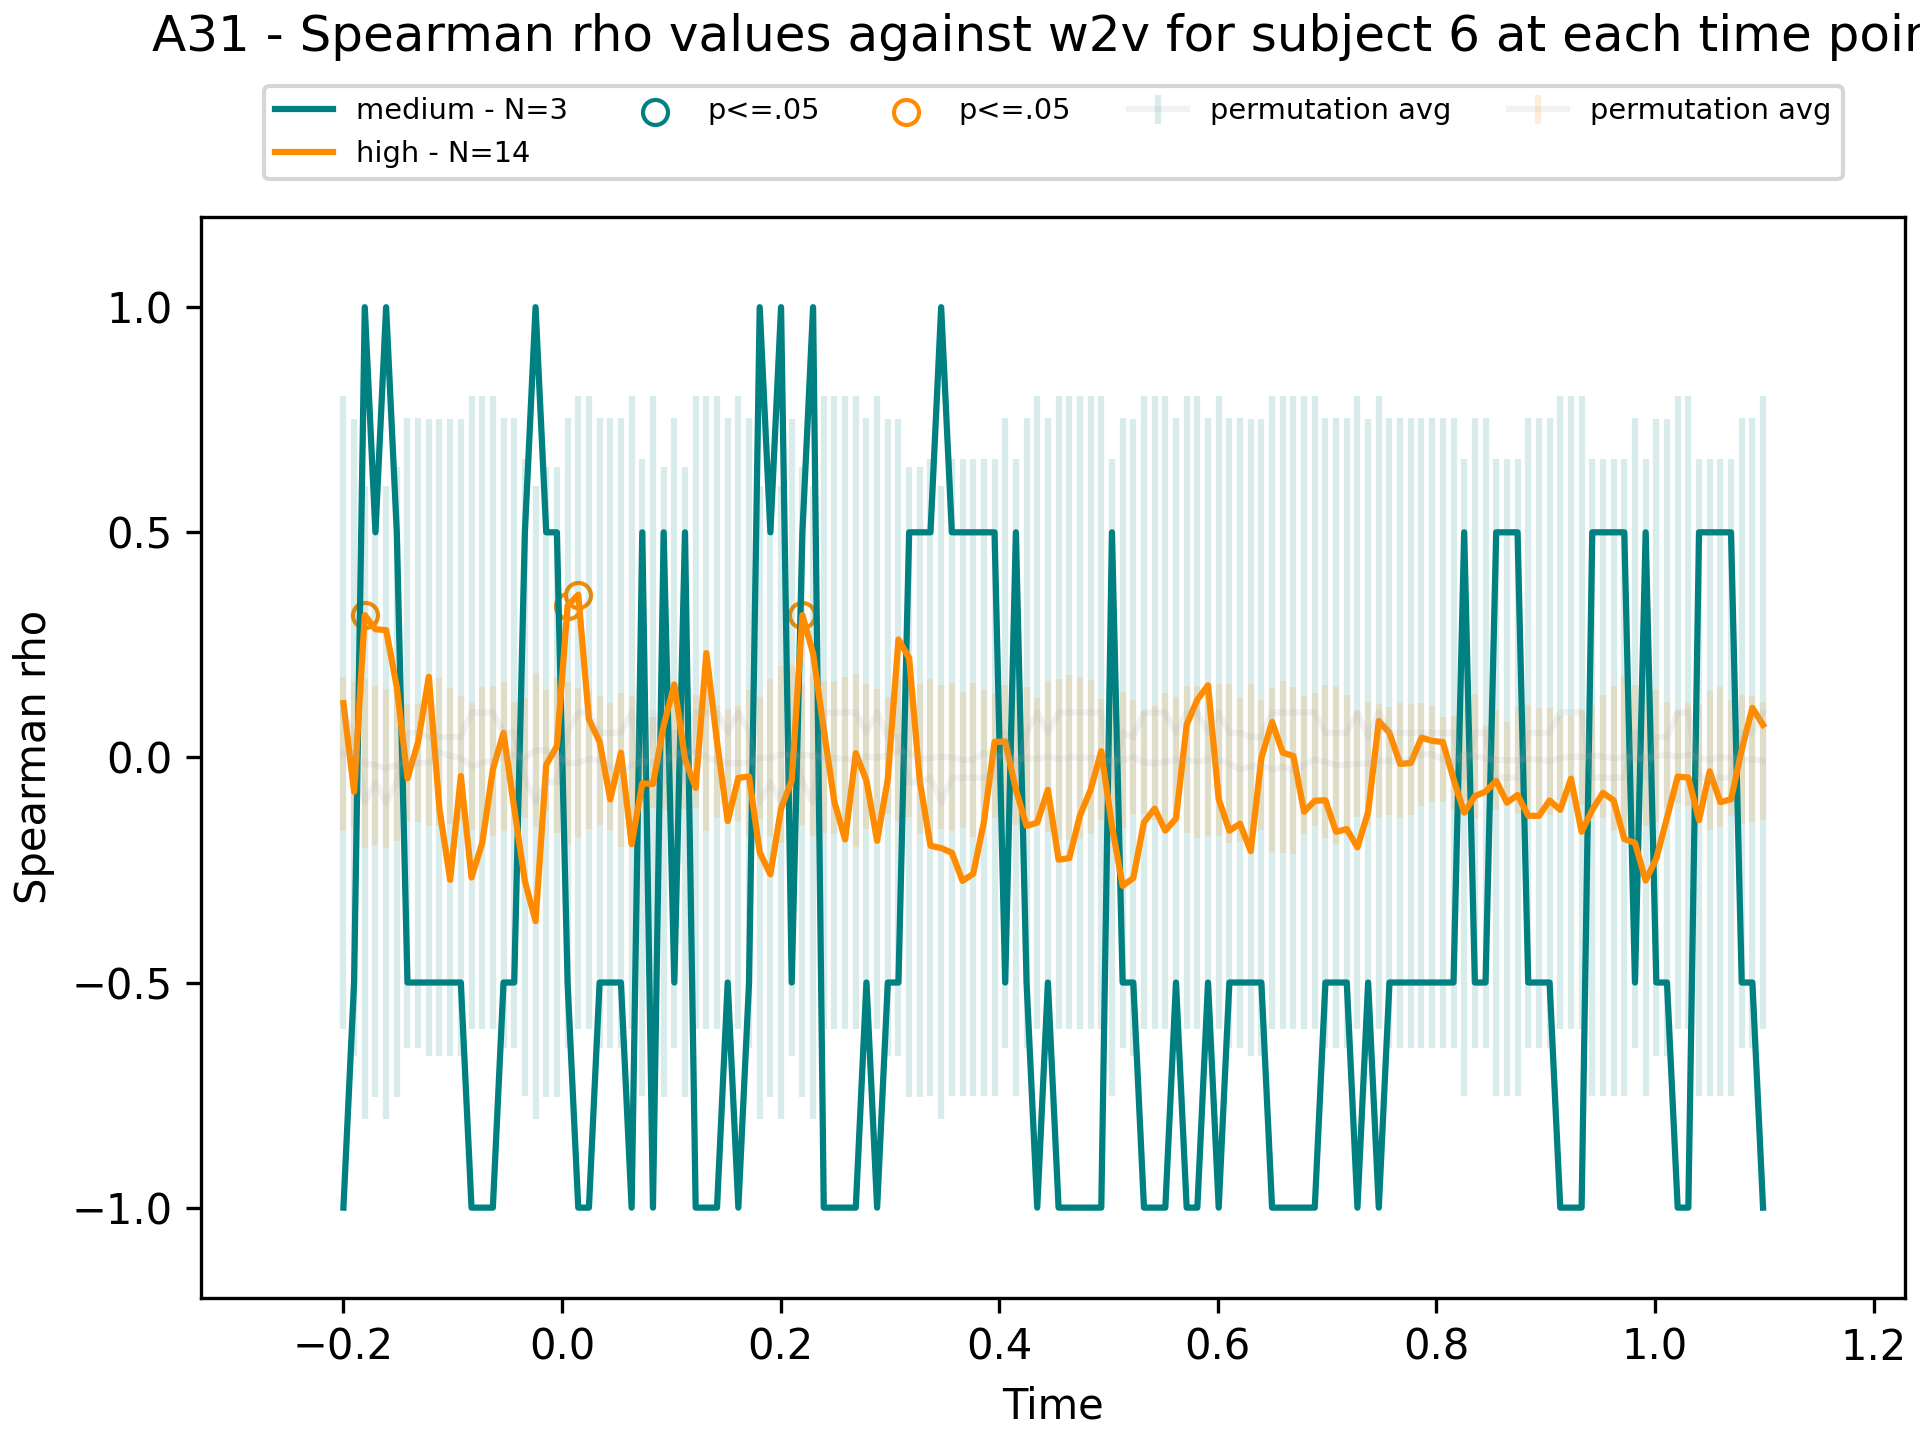 A31 - Spearman rho values against w2v for subject 6 at each time poin
medium - N=3
high - N=14
p<=.05
p<=.05
permutation avg
permutation avg
Spearman rho
1.0
0.5
0.0
−0.5
−1.0
−0.2
0.0
0.2
0.4
0.6
0.8
1.0
1.2
Time